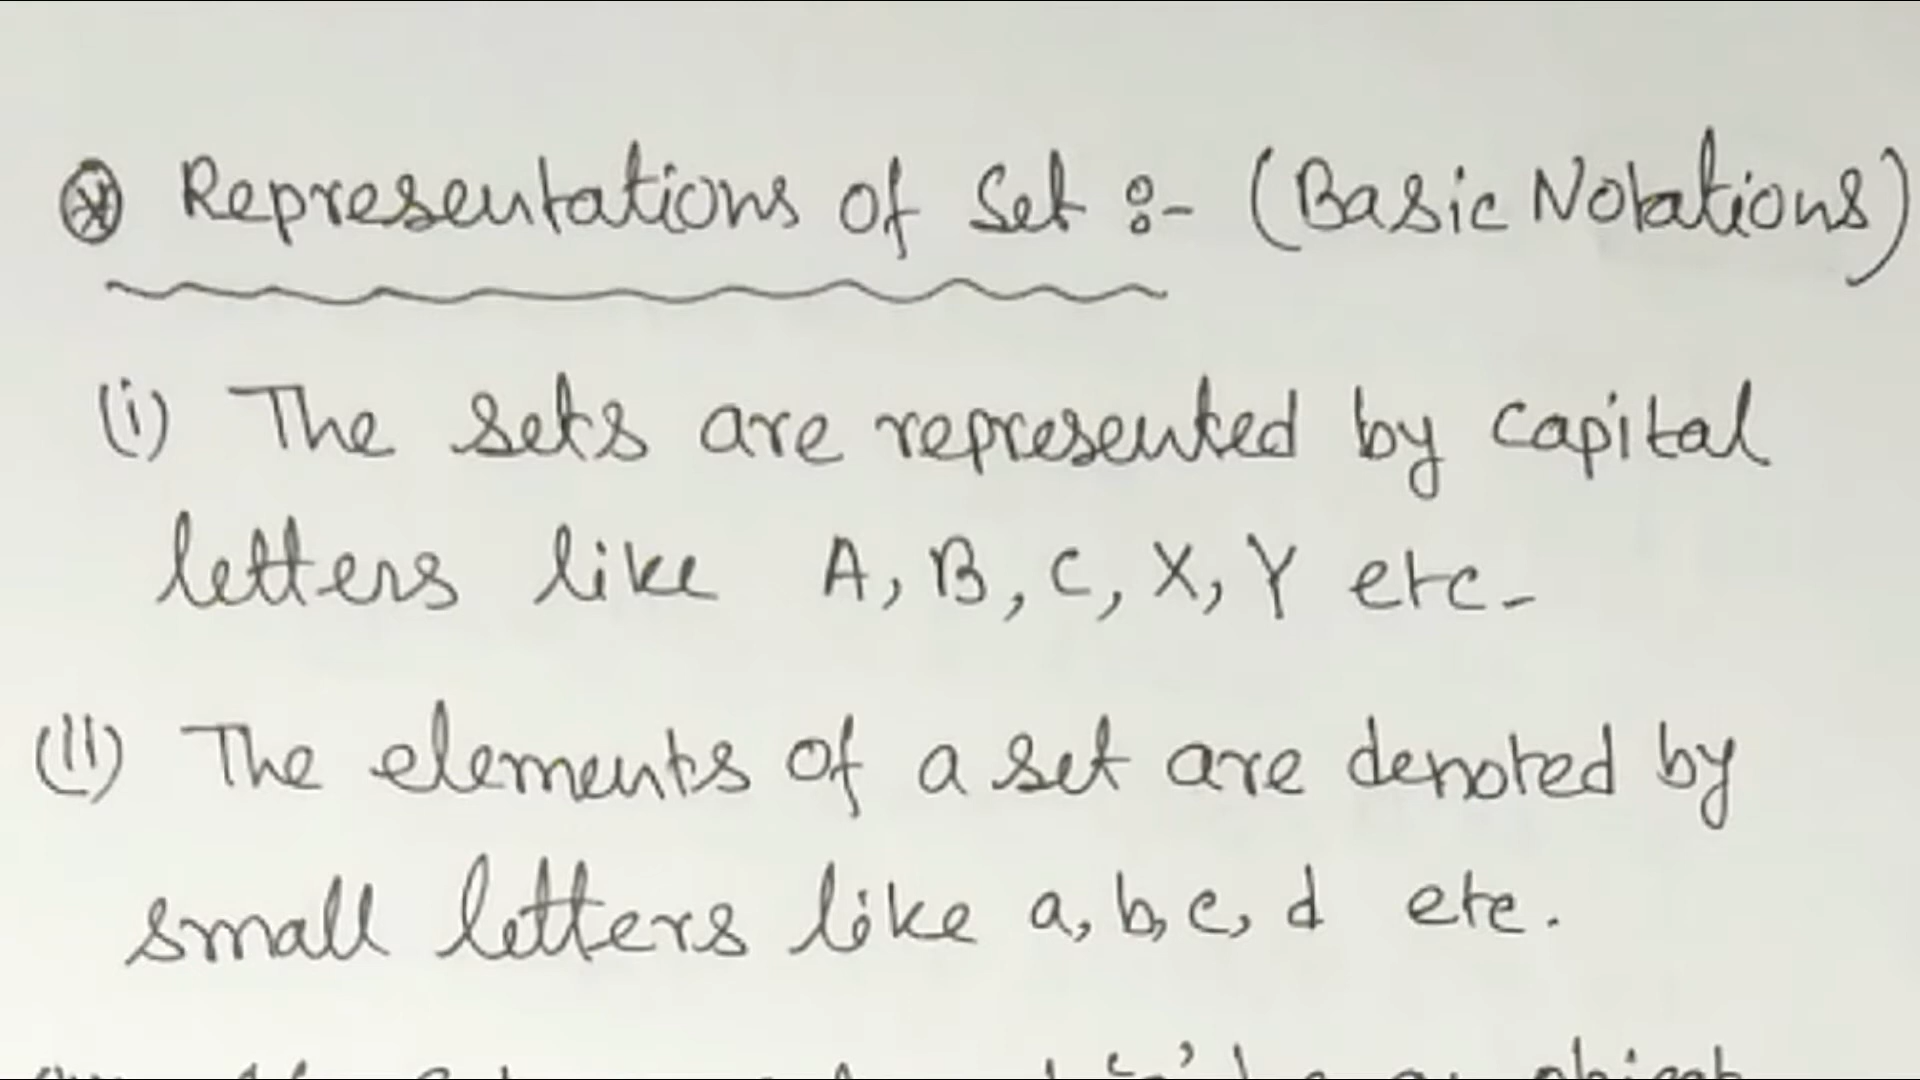 ⊛ Representations of Set :- (Basic Notations)
(i) The sets are represented by capital
letters like A, B, C, X, Y etc-
(II) The elements of a set are denoted by
small letters like a, b, c, d etc.